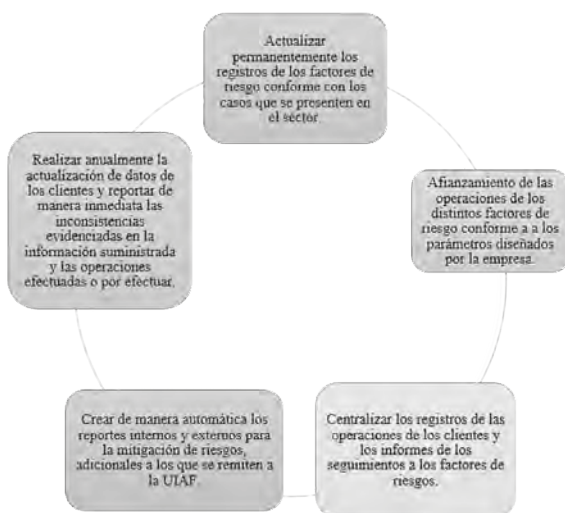 Actualizar
permanentemente los
registros de los factores de
riesgo conforme con los
casos que se presenten en
el sector.
Afianzamiento de las
operaciones de los
distintos factores de
riesgo conforme a a los
parámetros diseñados
por la empresa.
Centralizar los registros de las
operaciones de los clientes y
los informes de los
seguimientos a los factores de
riesgos.
Crear de manera automática los
reportes internos y externos para
la mitigación de riesgos,
adicionales a los que se remiten a
la UIAF.
Realizar anualmente la
actualización de datos de
los clientes y reportar de
manera inmediata las
inconsistencias
evidenciadas en la
información suministrada
y las operaciones
efectuadas o por efectuar.